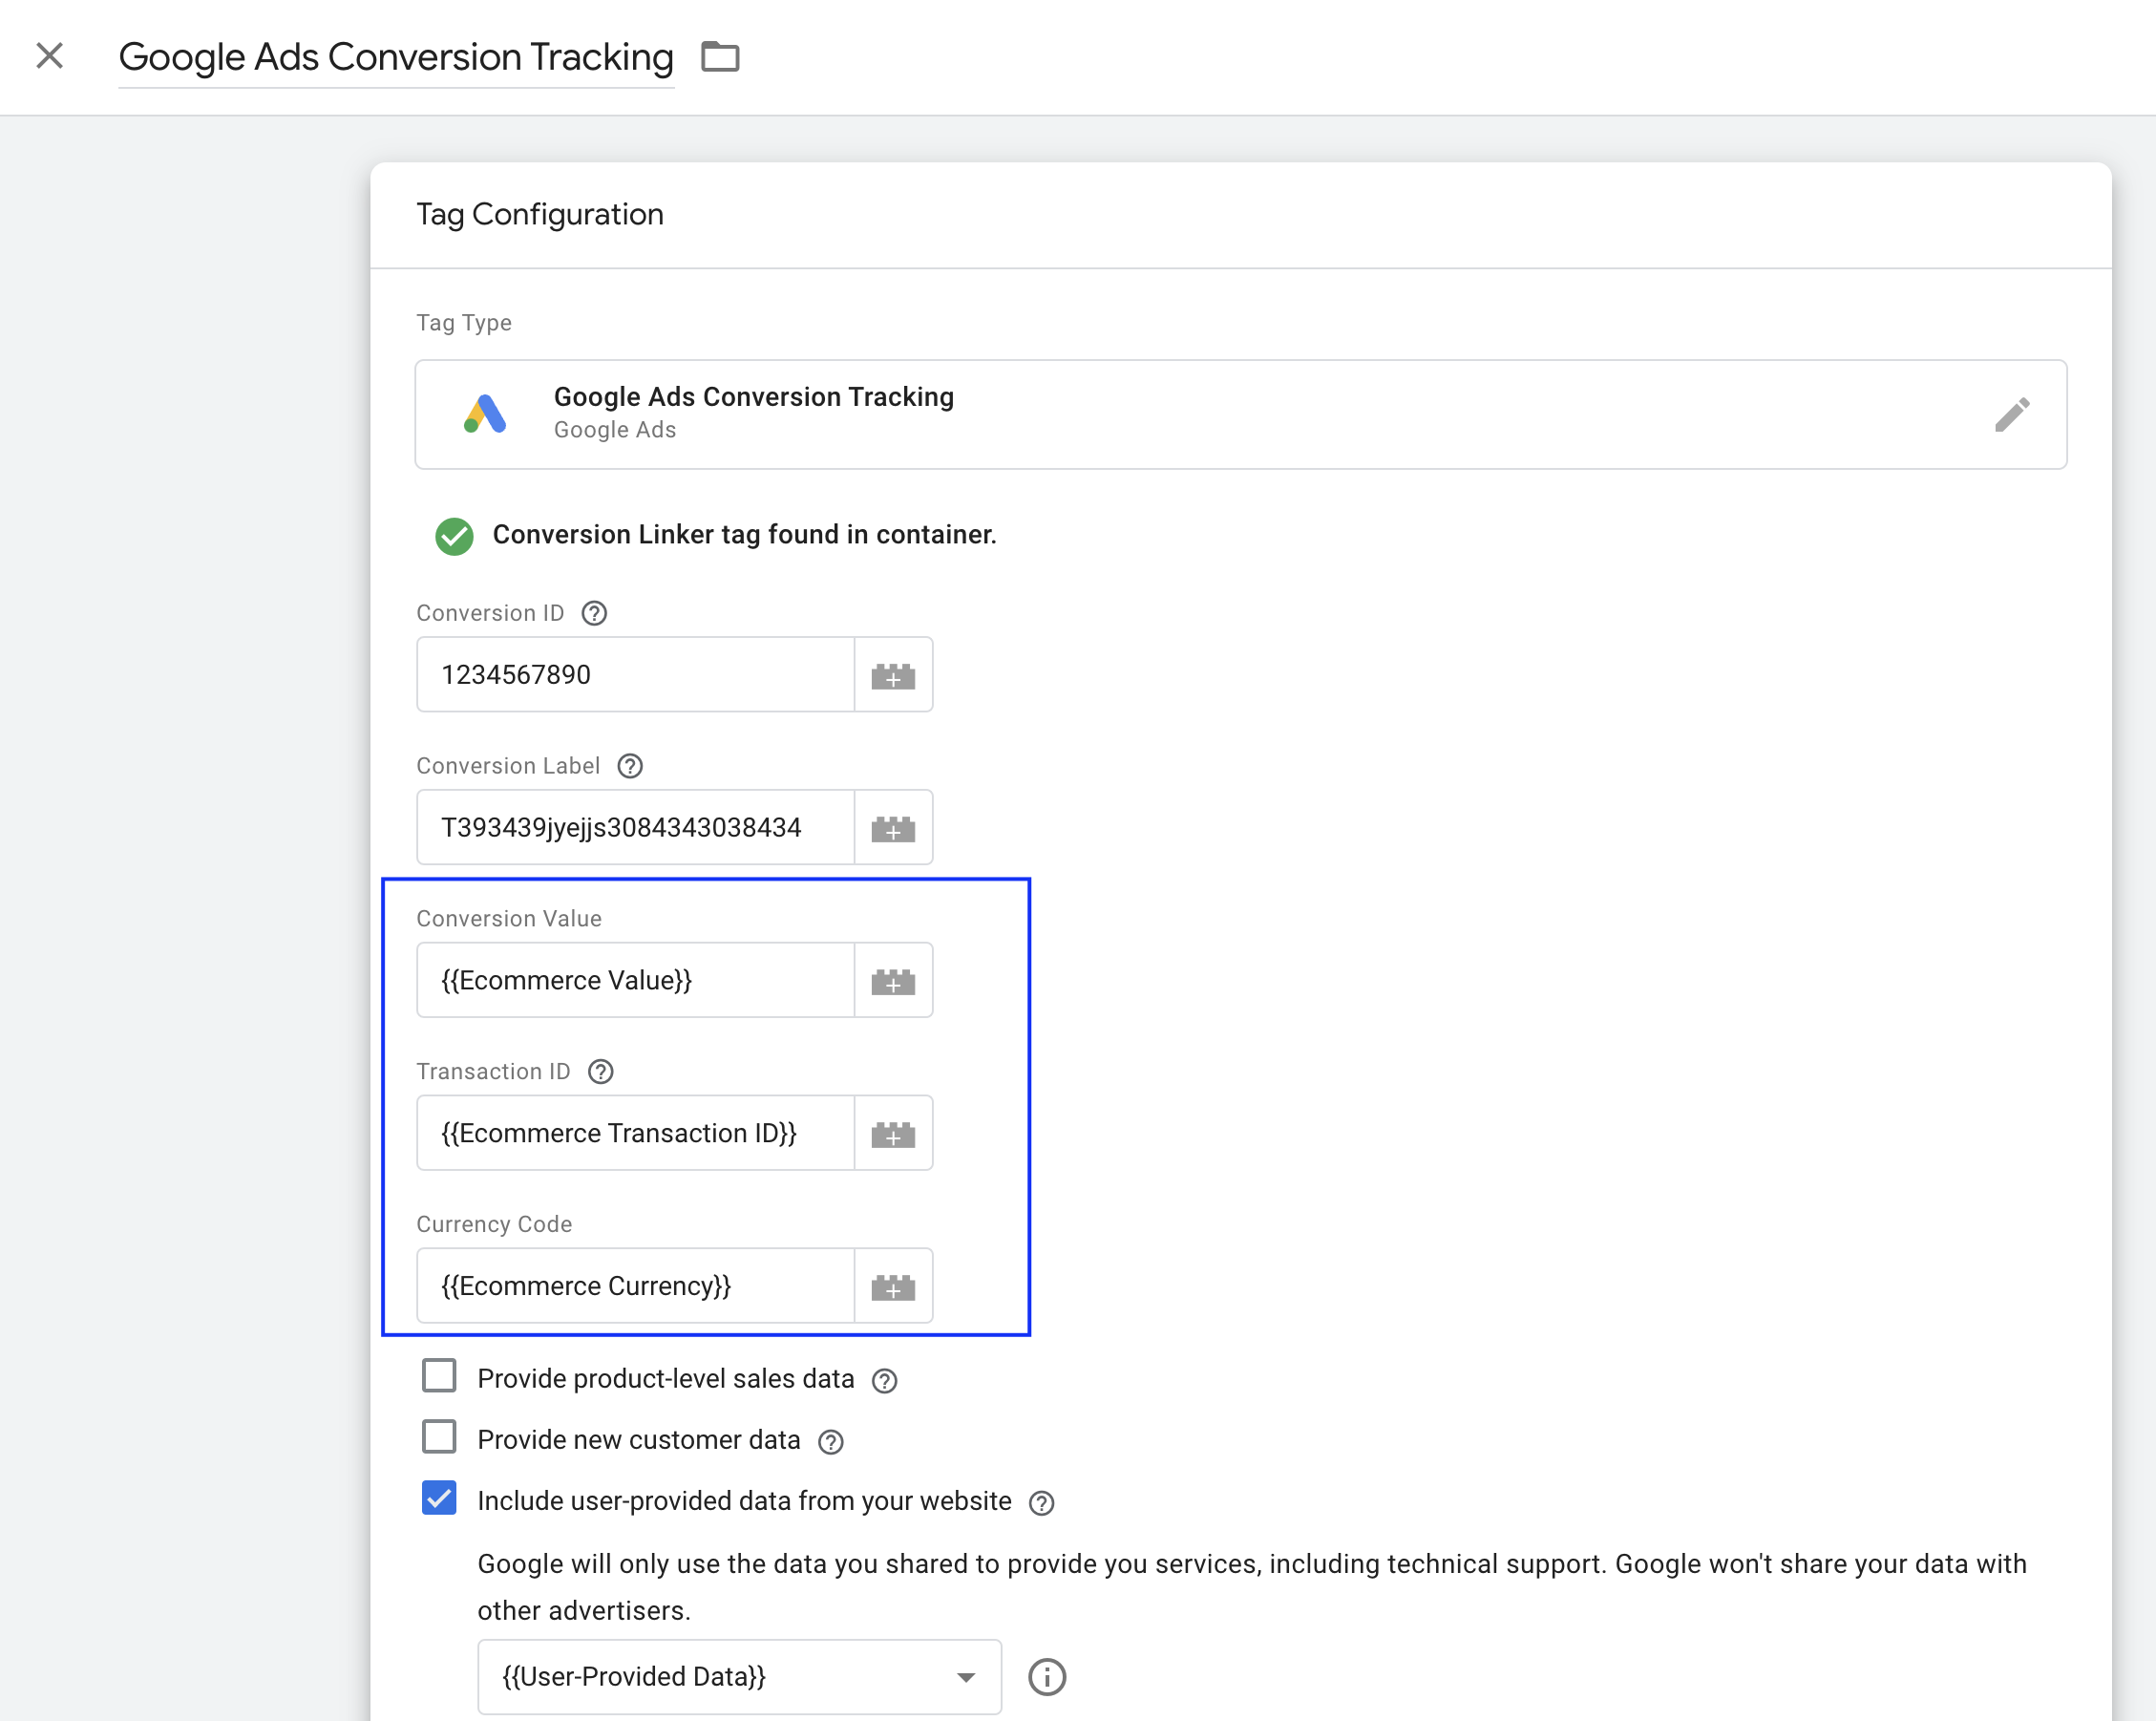 Google Ads Conversion Tracking
Tag Configuration
Tag Type
Google Ads Conversion Tracking
Google Ads
Conversion Linker tag found in container.
Conversion ID
1234567890
Conversion Label
T393439jyejjs3084343038434
Conversion Value
{{Ecommerce Value}}
Transaction ID
{{Ecommerce Transaction ID}}
Currency Code
{{Ecommerce Currency}}
Provide product-level sales data
Provide new customer data
Include user-provided data from your website
Google will only use the data you shared to provide you services, including technical support. Google won't share your data with
other advertisers.
{{User-Provided Data}}